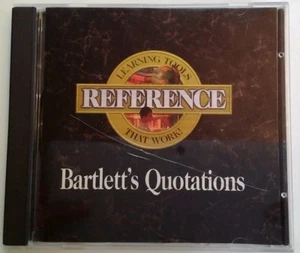 LEARNING TOOLS
REFERENCE
THAT WORK!
Bartlett's Quotations